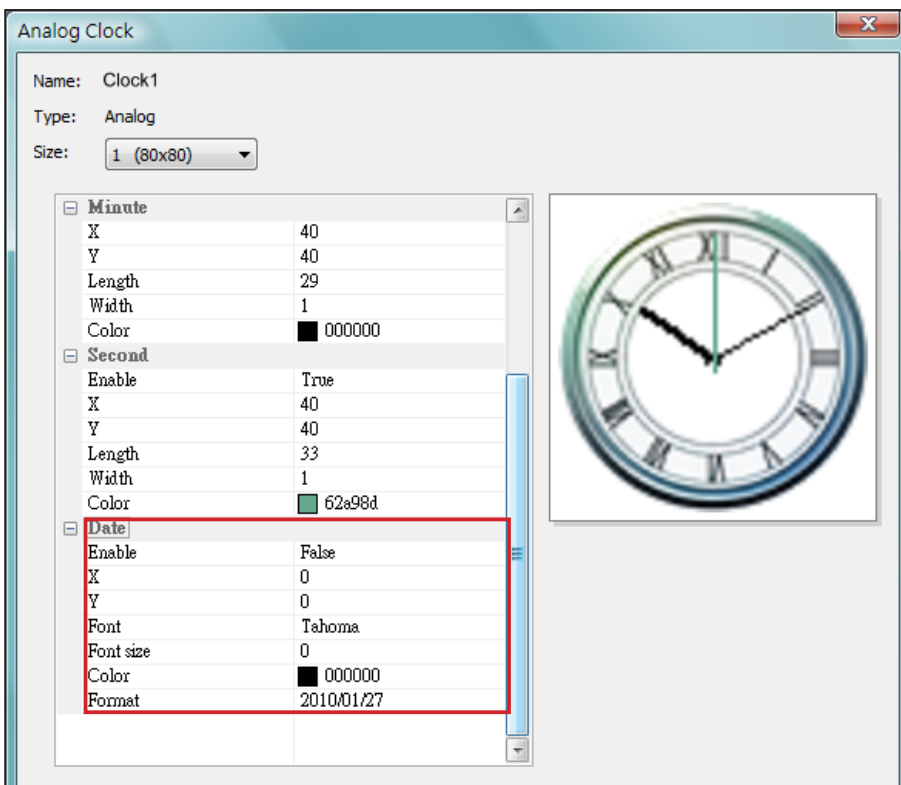 Analog Clock
Name: Clock1
Type: Analog
Size: 1 (80x80)
Minute
X 40
Y 40
Length 29
Width 1
Color 000000
Second
Enable True
X 40
Y 40
Length 33
Width 1
Color 62a98d
Date
Enable False
X 0
Y 0
Font Tahoma
Font size 0
Color 000000
Format 2010/01/27
XII
I
XI
X